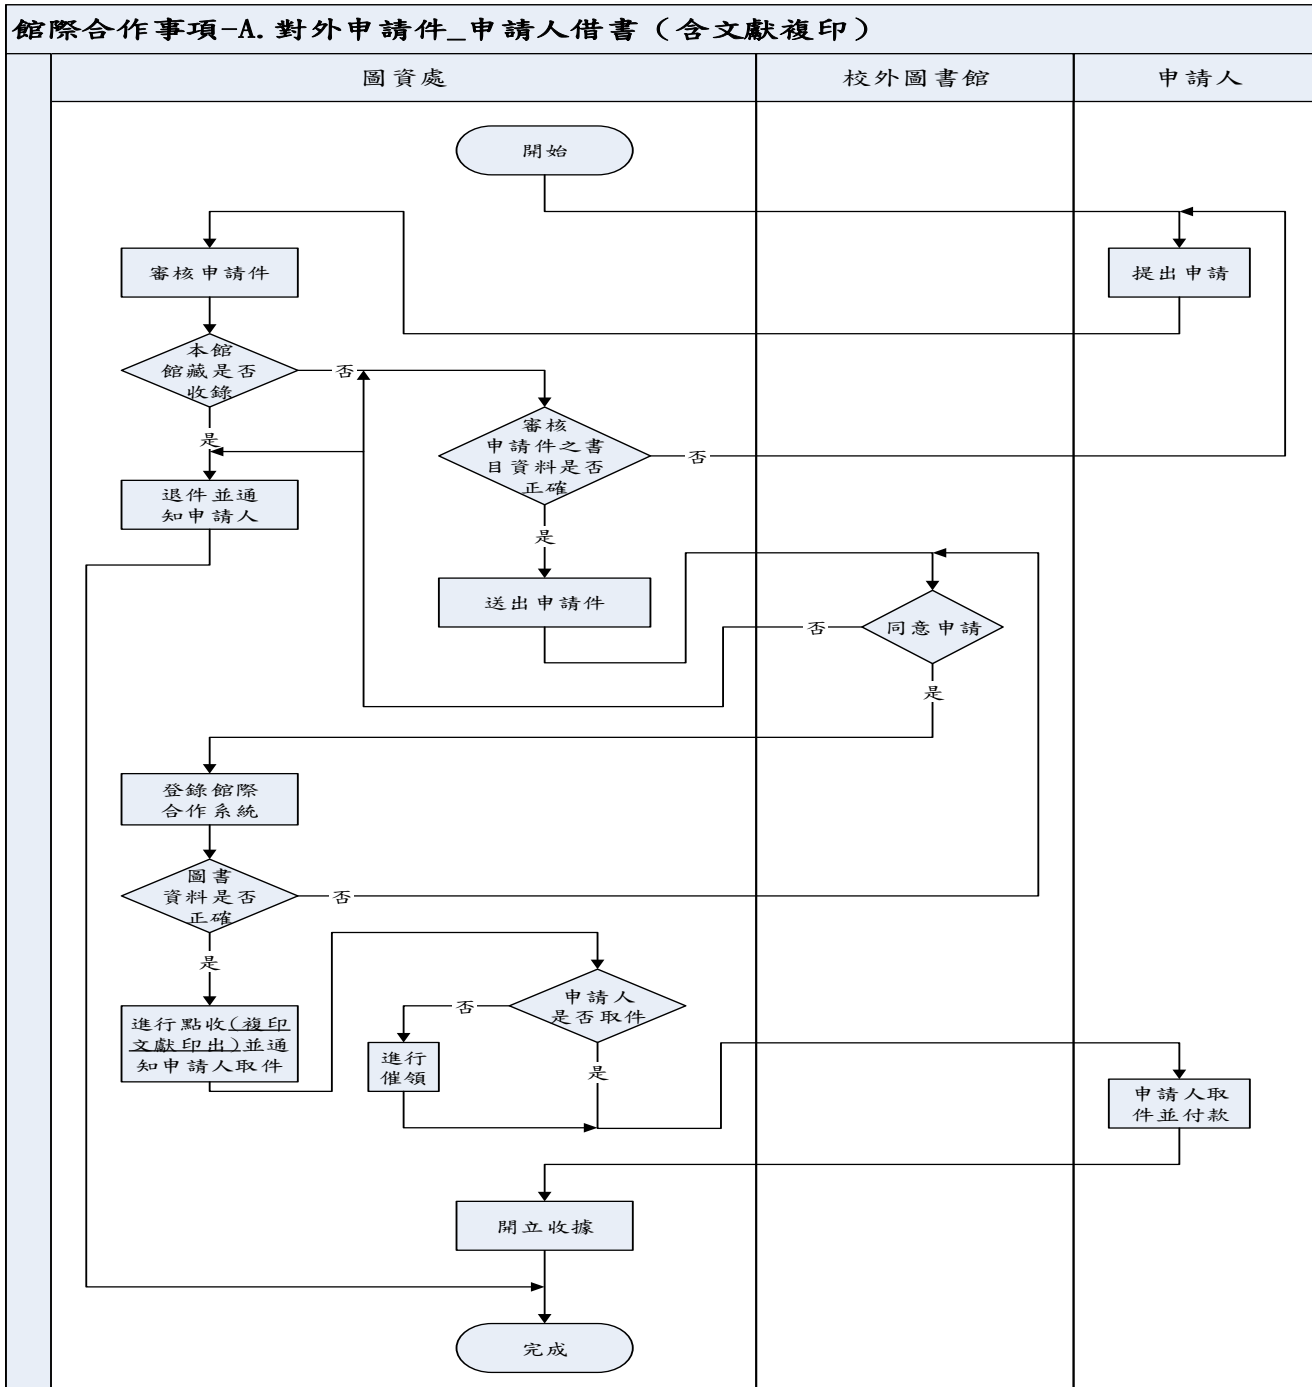 館際合作事項-A.對外申請件_申請人借書（含文獻複印）
圖資處
校外圖書館
申請人
開始
審核申請件
提出申請
本館
館藏是否
收錄
否
是
審核
申請件之書
目資料是否
正確
否
是
退件並通
知申請人
送出申請件
同意申請
否
是
登錄館際
合作系統
圖書
資料是否
正確
否
是
進行點收(複印
文獻印出)並通
知申請人取件
申請人
是否取件
否
是
進行
催領
申請人取
件並付款
開立收據
完成